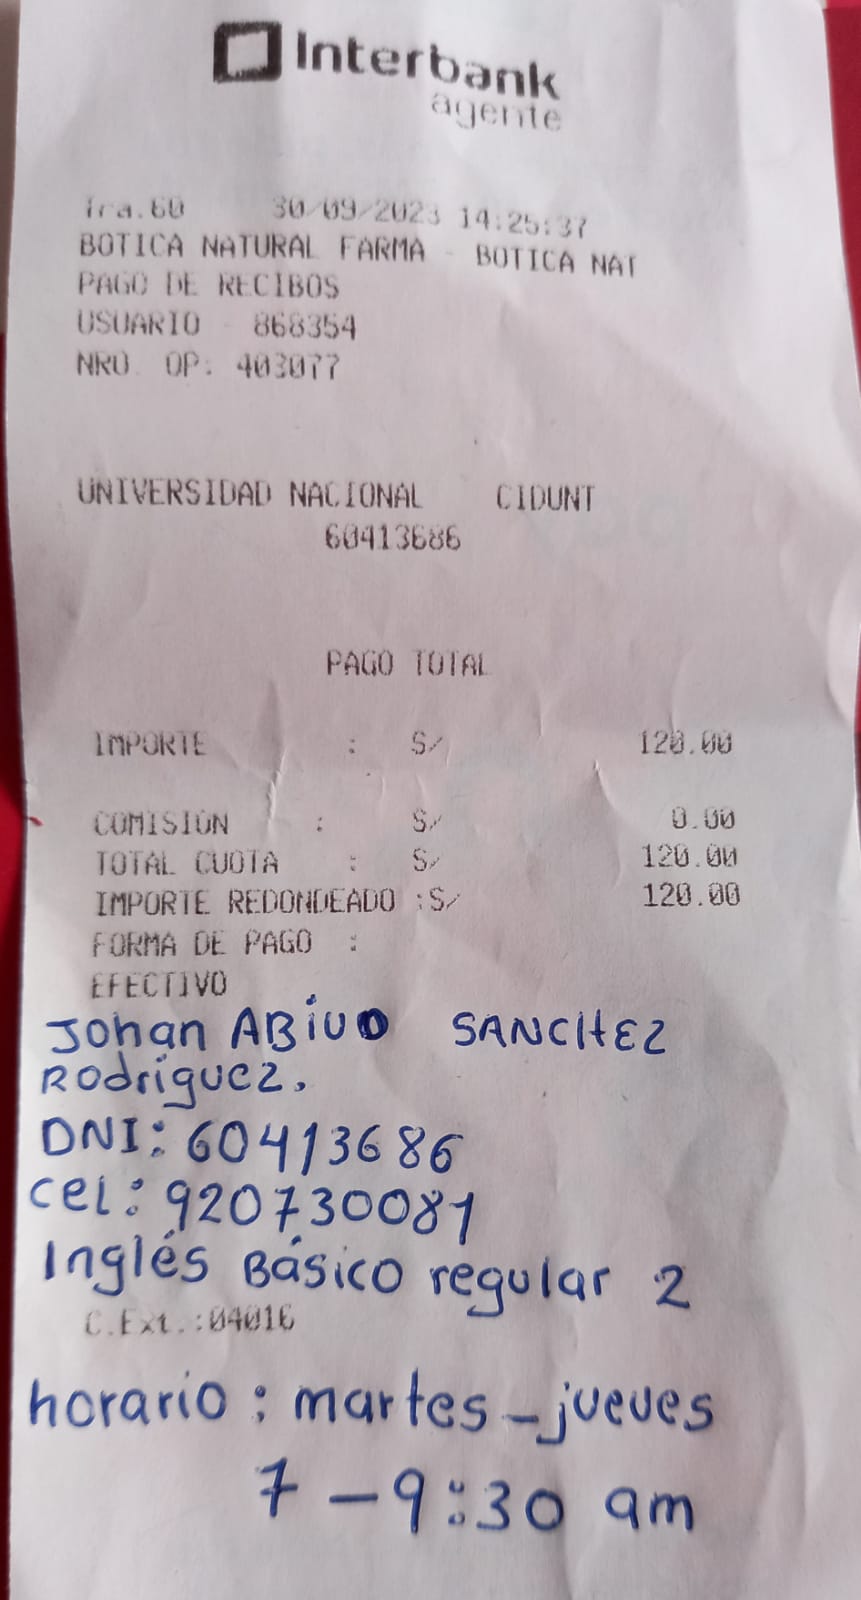 Interbank
agente
Tra.60 30/09/2023 14:25:37
BOTICA NATURAL FARMA - BOTICA NAT
PAGO DE RECIBOS
USUARIO - 868354
NRO. OP: 403077
UNIVERSIDAD NACIONAL CIDUNT
60413686
PAGO TOTAL
IMPORTE : S/ 120.00
COMISIÓN : S/ 0.00
TOTAL CUOTA : S/ 120.00
IMPORTE REDONDEADO :S/ 120.00
FORMA DE PAGO :
EFECTIVO
Johan ABiUD SANCHEZ
Rodríguez.
DNI: 60413686
cel: 920730081
Inglés Básico regular 2
C.Ext.:04016
horario : martes - jueves
7 - 9:30 am